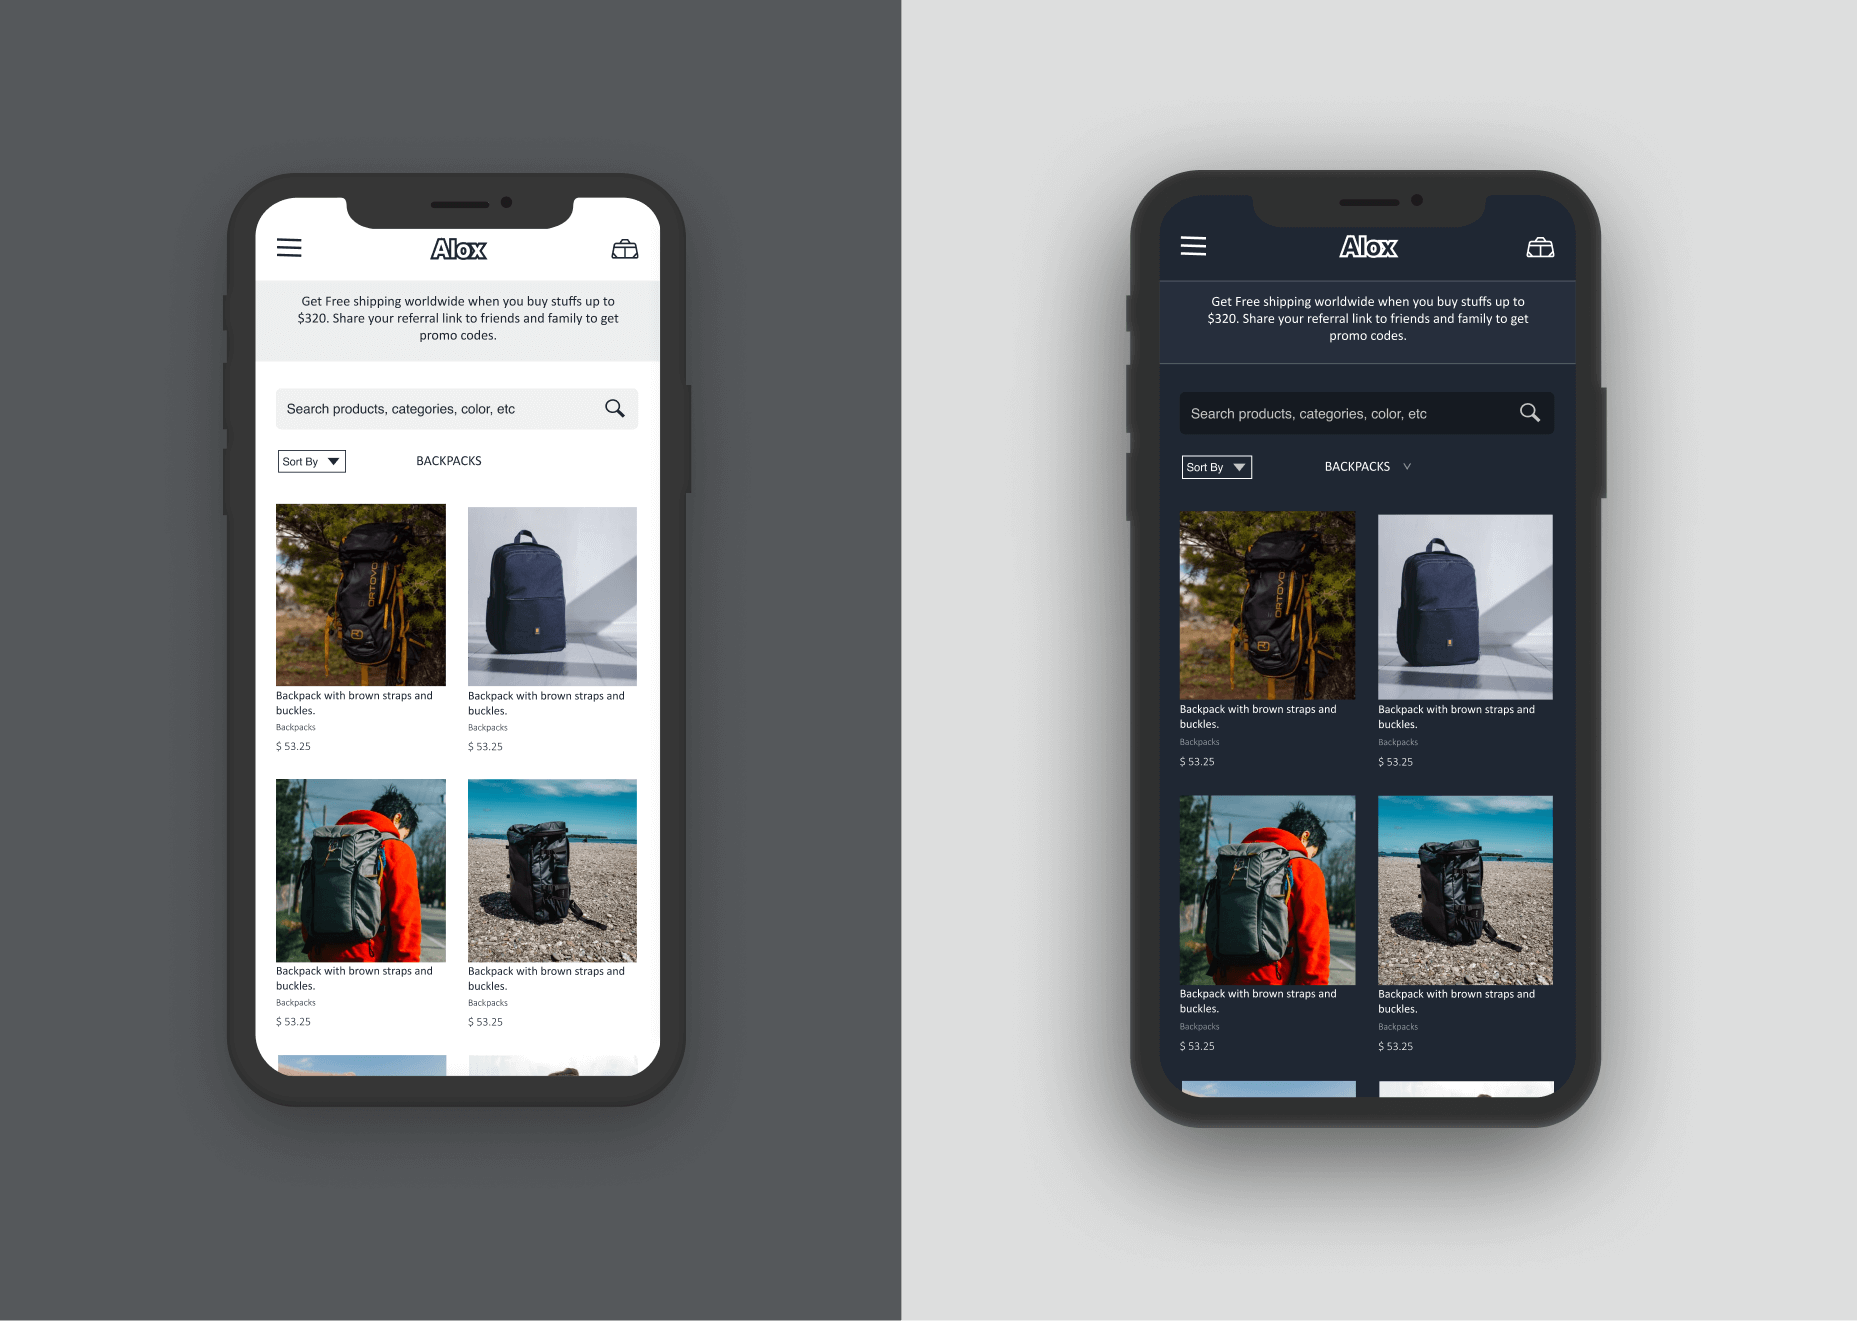 Alox
Get Free shipping worldwide when you buy stuffs up to
$320. Share your referral link to friends and family to get
promo codes.
Search products, categories, color, etc
Sort By
BACKPACKS
ORTOVO
Backpack with brown straps and
buckles.
Backpacks
$ 53.25
Backpack with brown straps and
buckles.
Backpacks
$ 53.25
Backpack with brown straps and
buckles.
Backpacks
$ 53.25
Backpack with brown straps and
buckles.
Backpacks
$ 53.25
Alox
Get Free shipping worldwide when you buy stuffs up to
$320. Share your referral link to friends and family to get
promo codes.
Search products, categories, color, etc
Sort By
BACKPACKS
ORTOVO
Backpack with brown straps and
buckles.
Backpacks
$ 53.25
Backpack with brown straps and
buckles.
Backpacks
$ 53.25
Backpack with brown straps and
buckles.
Backpacks
$ 53.25
Backpack with brown straps and
buckles.
Backpacks
$ 53.25